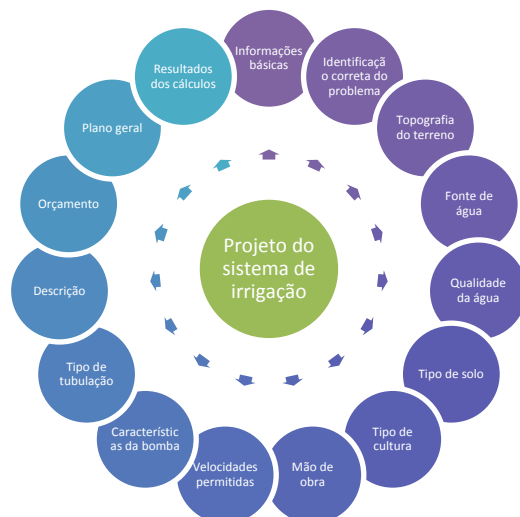 Informações
básicas
Identificaçã
o correta do
problema
Topografia
do terreno
Fonte de
água
Qualidade
da água
Tipo de solo
Tipo de
cultura
Mão de
obra
Velocidades
permitidas
Característic
as da bomba
Tipo de
tubulação
Descrição
Orçamento
Plano geral
Resultados
dos cálculos
Projeto do
sistema de
irrigação